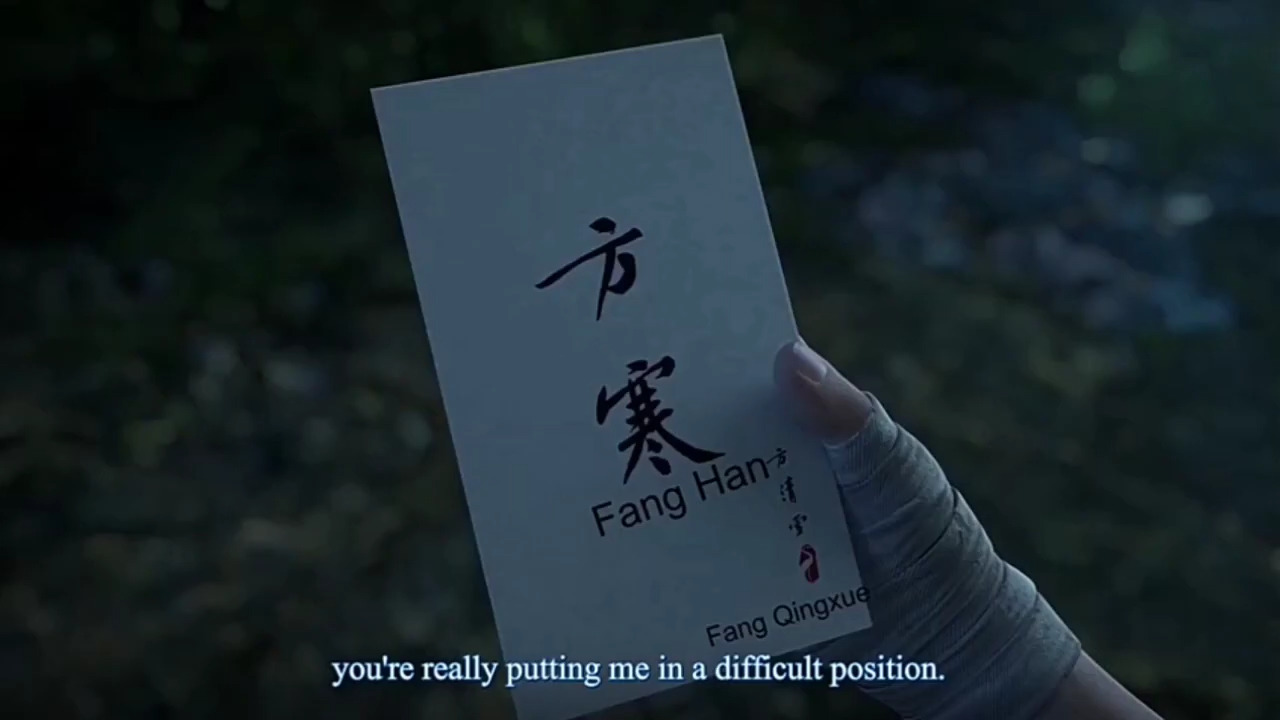 方
寒
Fang Han
方
清
雪
Fang Qingxue
you're really putting me in a difficult position.